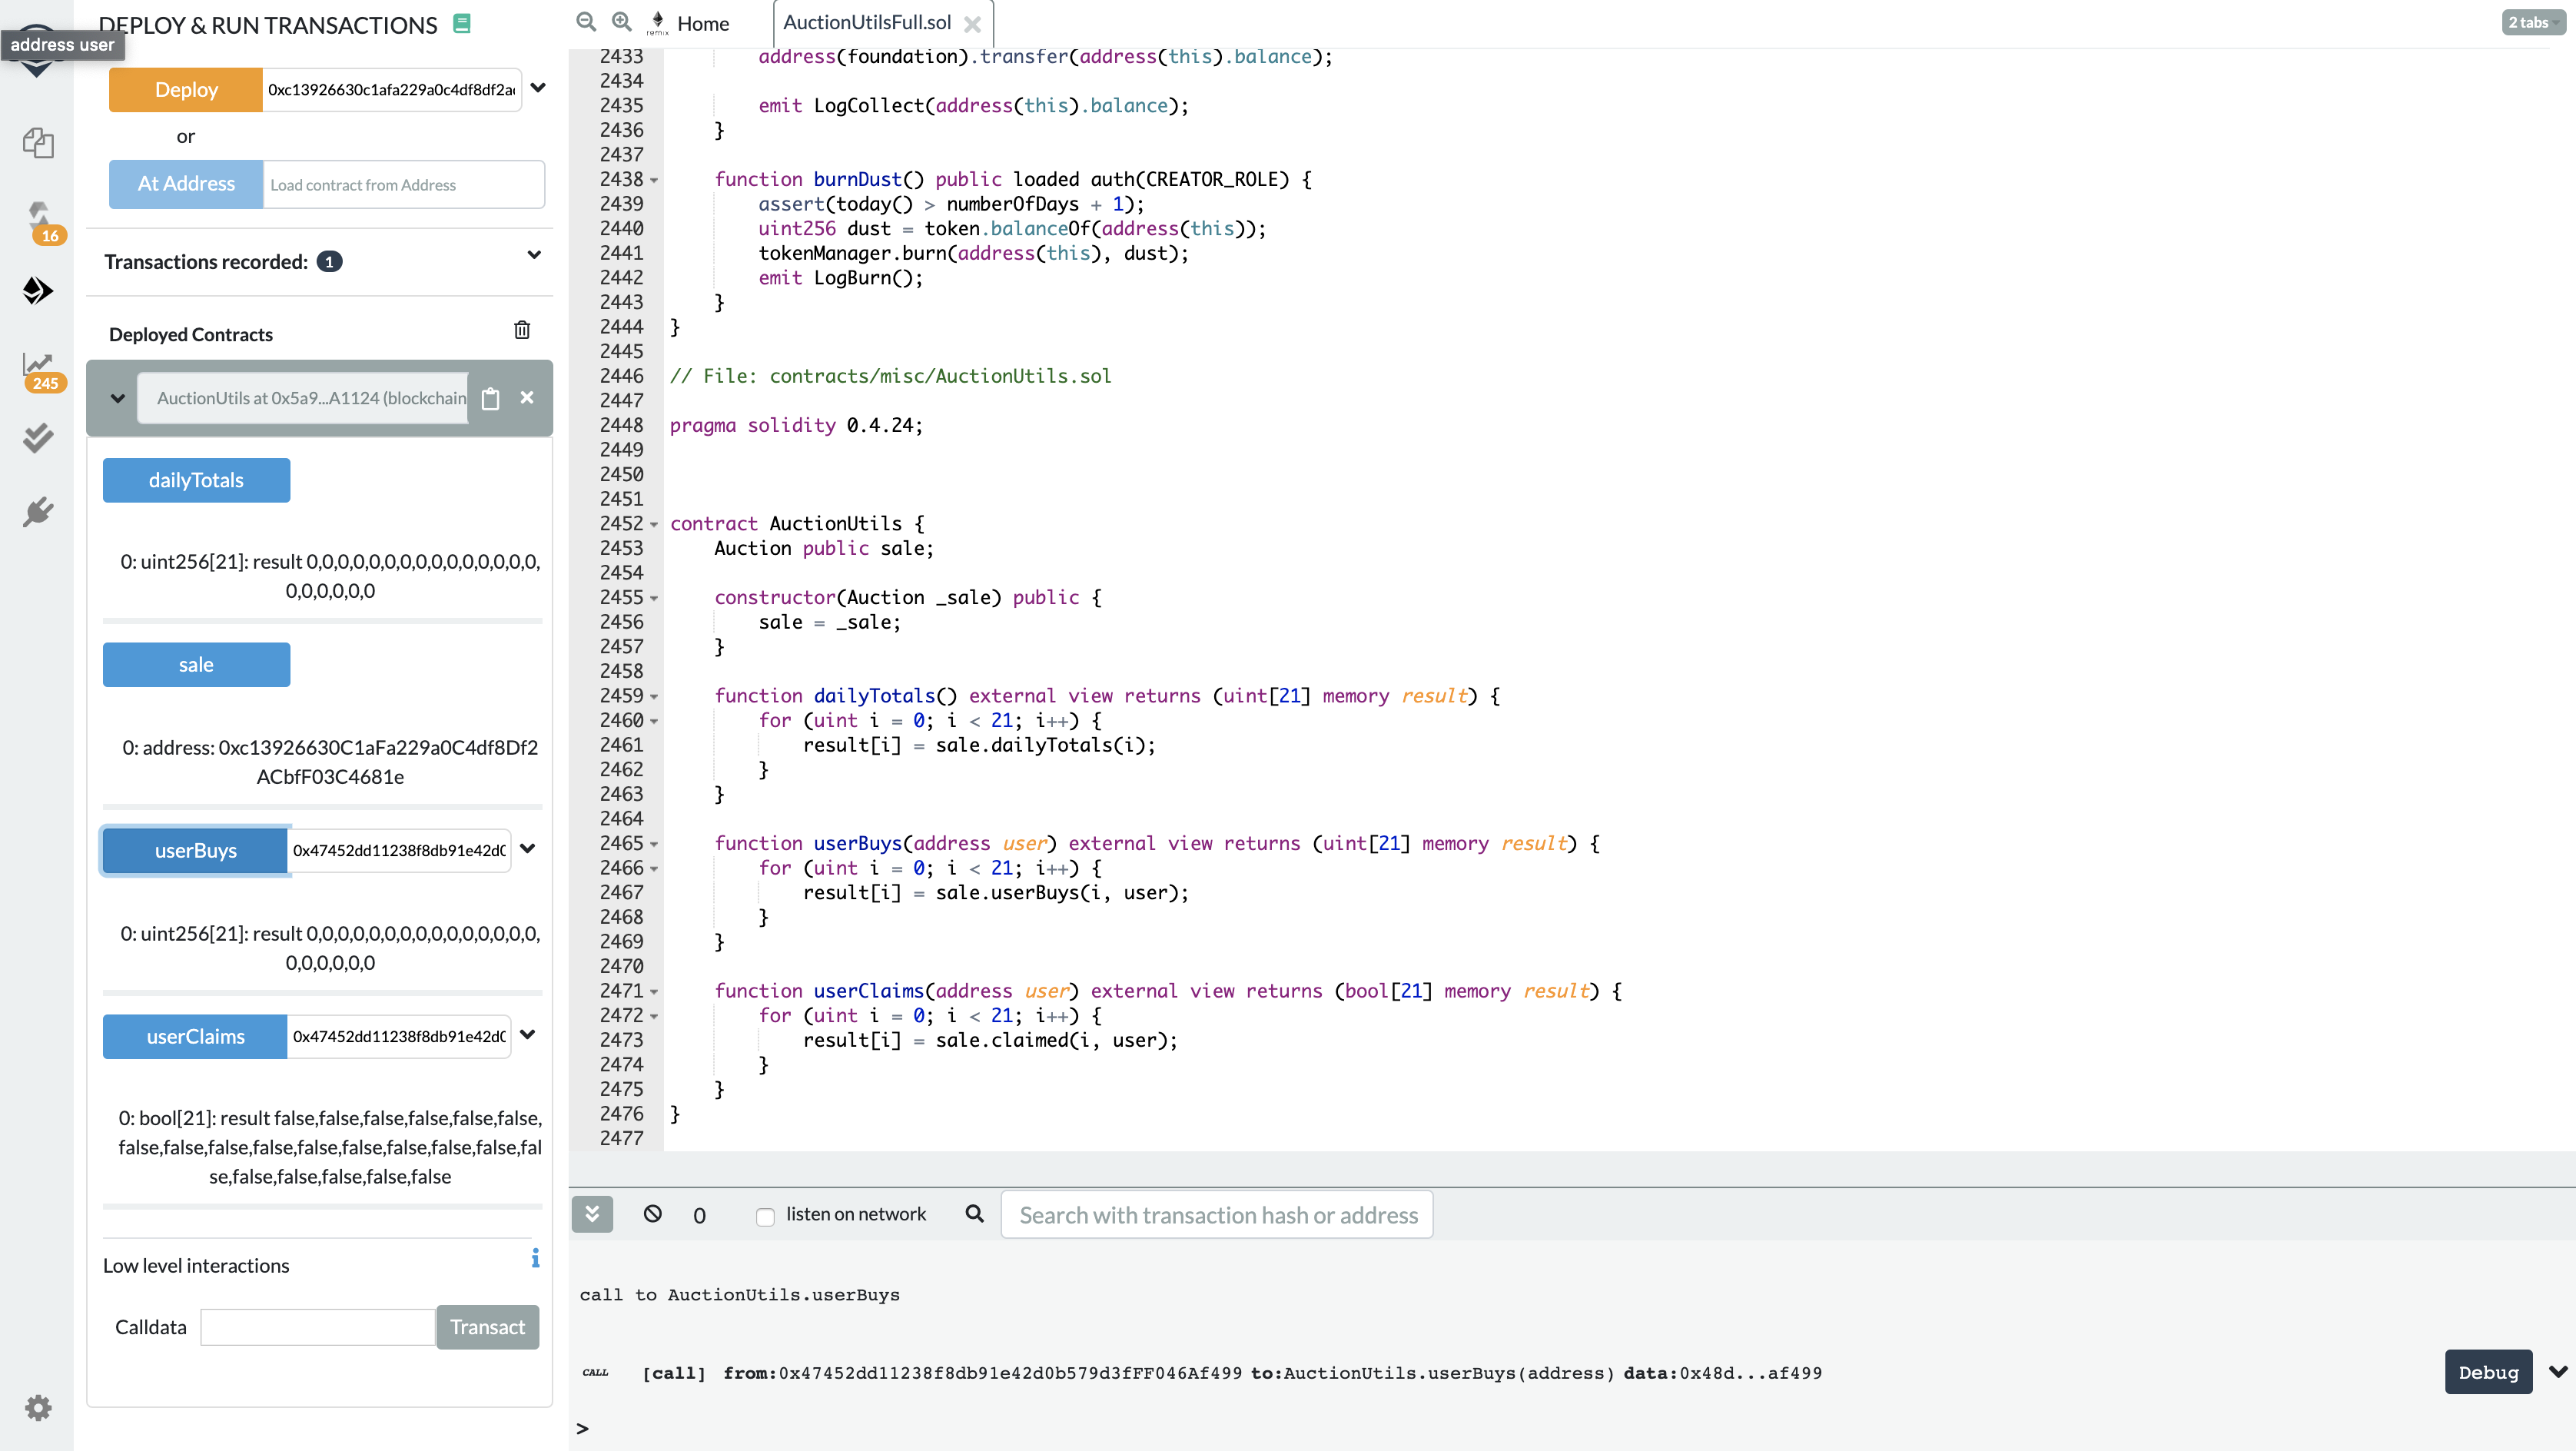 address user
DEPLOY & RUN TRANSACTIONS
Deploy 0xc13926630c1afa229a0c4df8df2a
or
At Address Load contract from Address
16
Transactions recorded: 1
Deployed Contracts
245
AuctionUtils at 0x5a9...A1124 (blockchain
dailyTotals
0: uint256[21]: result 0,0,0,0,0,0,0,0,0,0,0,0,0,0,0,
0,0,0,0,0,0
sale
0: address: 0xc13926630C1aFa229a0C4df8Df2
ACbfF03C4681e
userBuys 0x47452dd11238f8db91e42d0
0: uint256[21]: result 0,0,0,0,0,0,0,0,0,0,0,0,0,0,0,
0,0,0,0,0,0
userClaims 0x47452dd11238f8db91e42d0
0: bool[21]: result false,false,false,false,false,false,
false,false,false,false,false,false,false,false,false,fal
se,false,false,false,false,false
Low level interactions
i
Calldata Transact
remix Home AuctionUtilsFull.sol
2 tabs
2433 address(foundation).transfer(address(this).balance);
2434
2435 emit LogCollect(address(this).balance);
2436 }
2437
2438 function burnDust() public loaded auth(CREATOR_ROLE) {
2439 assert(today() > numberOfDays + 1);
2440 uint256 dust = token.balanceOf(address(this));
2441 tokenManager.burn(address(this), dust);
2442 emit LogBurn();
2443 }
2444 }
2445
2446 // File: contracts/misc/AuctionUtils.sol
2447
2448 pragma solidity 0.4.24;
2449
2450
2451
2452 contract AuctionUtils {
2453 Auction public sale;
2454
2455 constructor(Auction _sale) public {
2456 sale = _sale;
2457 }
2458
2459 function dailyTotals() external view returns (uint[21] memory result) {
2460 for (uint i = 0; i < 21; i++) {
2461 result[i] = sale.dailyTotals(i);
2462 }
2463 }
2464
2465 function userBuys(address user) external view returns (uint[21] memory result) {
2466 for (uint i = 0; i < 21; i++) {
2467 result[i] = sale.userBuys(i, user);
2468 }
2469 }
2470
2471 function userClaims(address user) external view returns (bool[21] memory result) {
2472 for (uint i = 0; i < 21; i++) {
2473 result[i] = sale.claimed(i, user);
2474 }
2475 }
2476 }
2477
0 listen on network Search with transaction hash or address
call to AuctionUtils.userBuys
CALL [call] from:0x47452dd11238f8db91e42d0b579d3fFF046Af499 to:AuctionUtils.userBuys(address) data:0x48d...af499 Debug
>